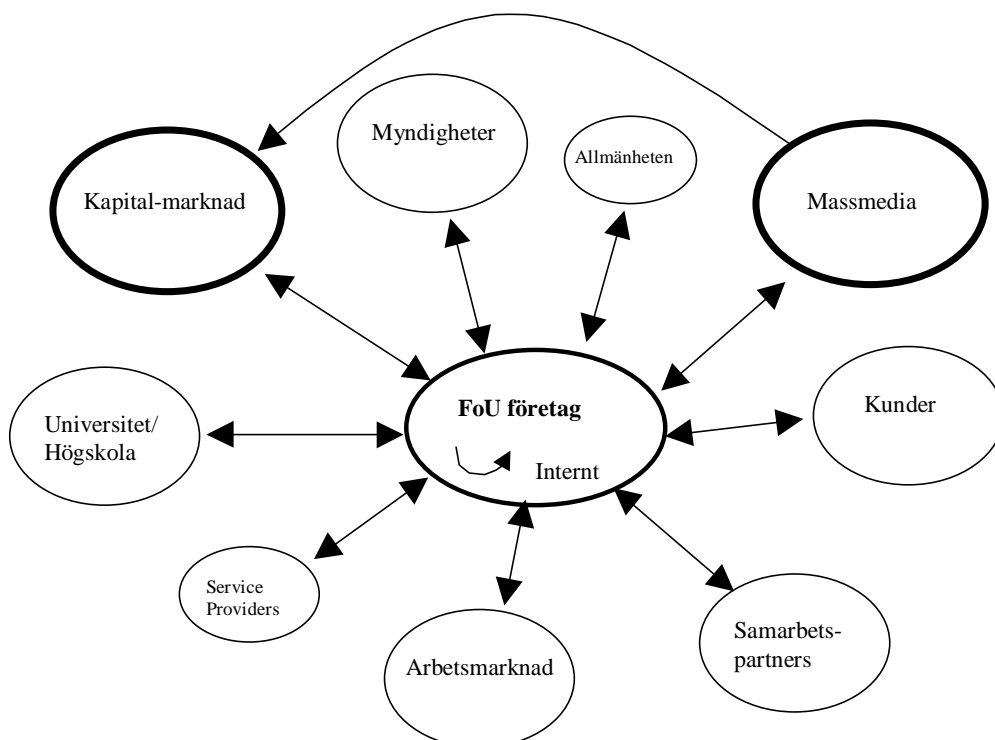 Myndigheter
Allmänheten
Kapital-marknad
Massmedia
FoU företag
Internt
Kunder
Universitet/
Högskola
Service
Providers
Arbetsmarknad
Samarbets-
partners